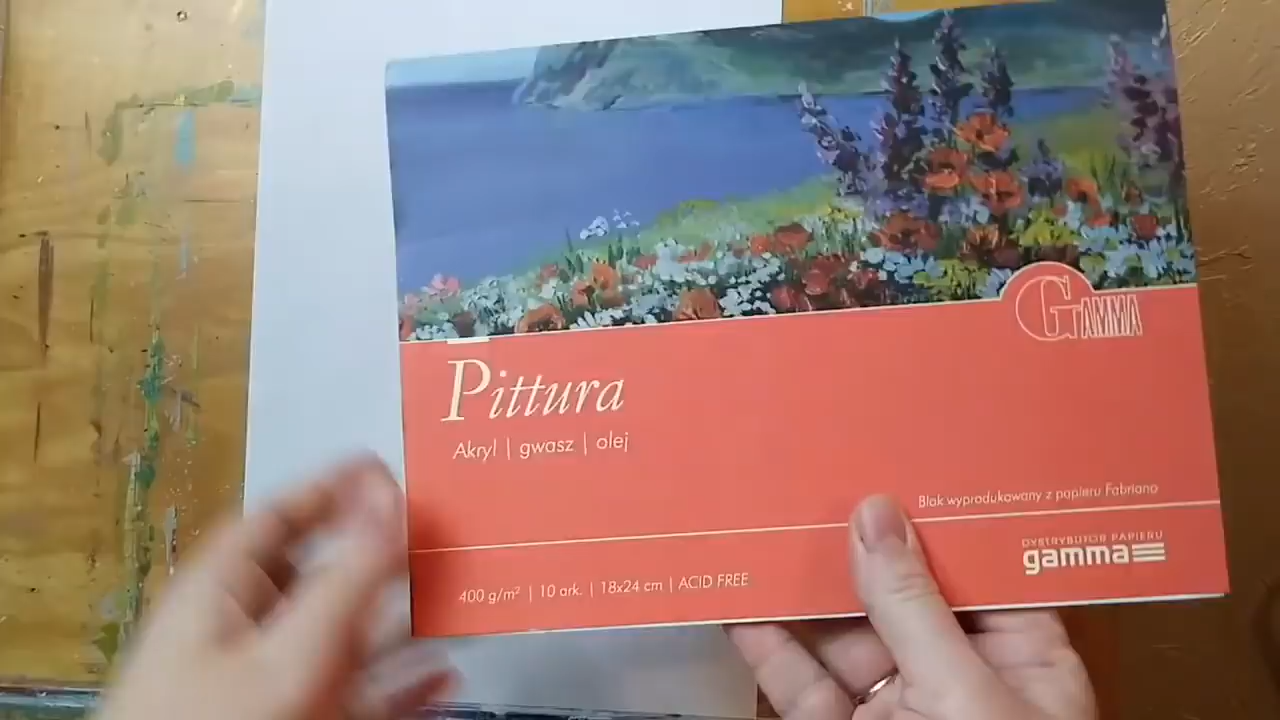 GAMMA
Pittura
Akryl | gwasz | olej
Blok wyprodukowany z papieru Fabriano
DYSTRYBUTOR PAPIERU
gamma
400 g/m² | 10 ark. | 18x24 cm | ACID FREE